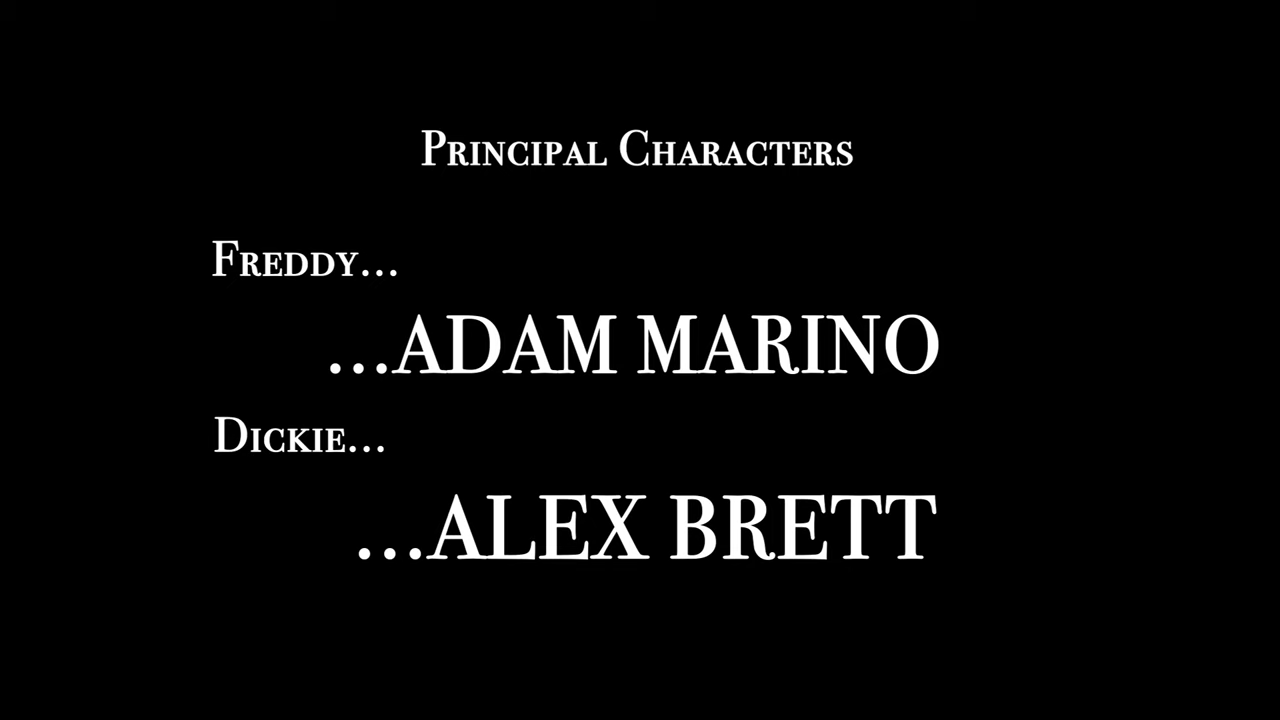 Principal Characters
Freddy...
...ADAM MARINO
Dickie...
...ALEX BRETT